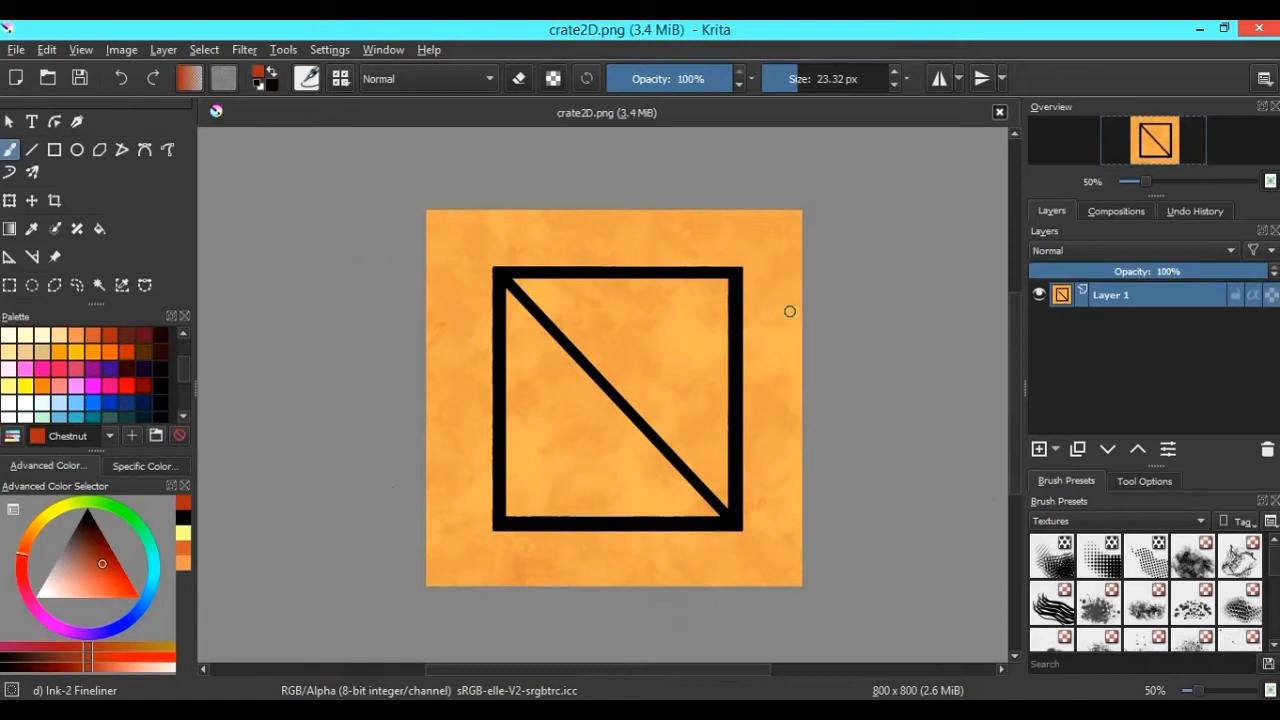 crate2D.png (3.4 MiB) - Krita
File Edit View Image Layer Select Filter Tools Settings Window Help
Normal
Opacity: 100%
Size: 23.32 px
crate2D.png (3.4 MiB)
Overview
50%
Layers Compositions Undo History
Layers
Normal
Opacity: 100%
Layer 1
Palette
Chestnut
Advanced Color... Specific Color...
Advanced Color Selector
Brush Presets Tool Options
Brush Presets
Textures
Tag
Search
d) Ink-2 Fineliner
RGB/Alpha (8-bit integer/channel) sRGB-elle-V2-srgbtrc.icc
800 x 800 (2.6 MiB)
50%